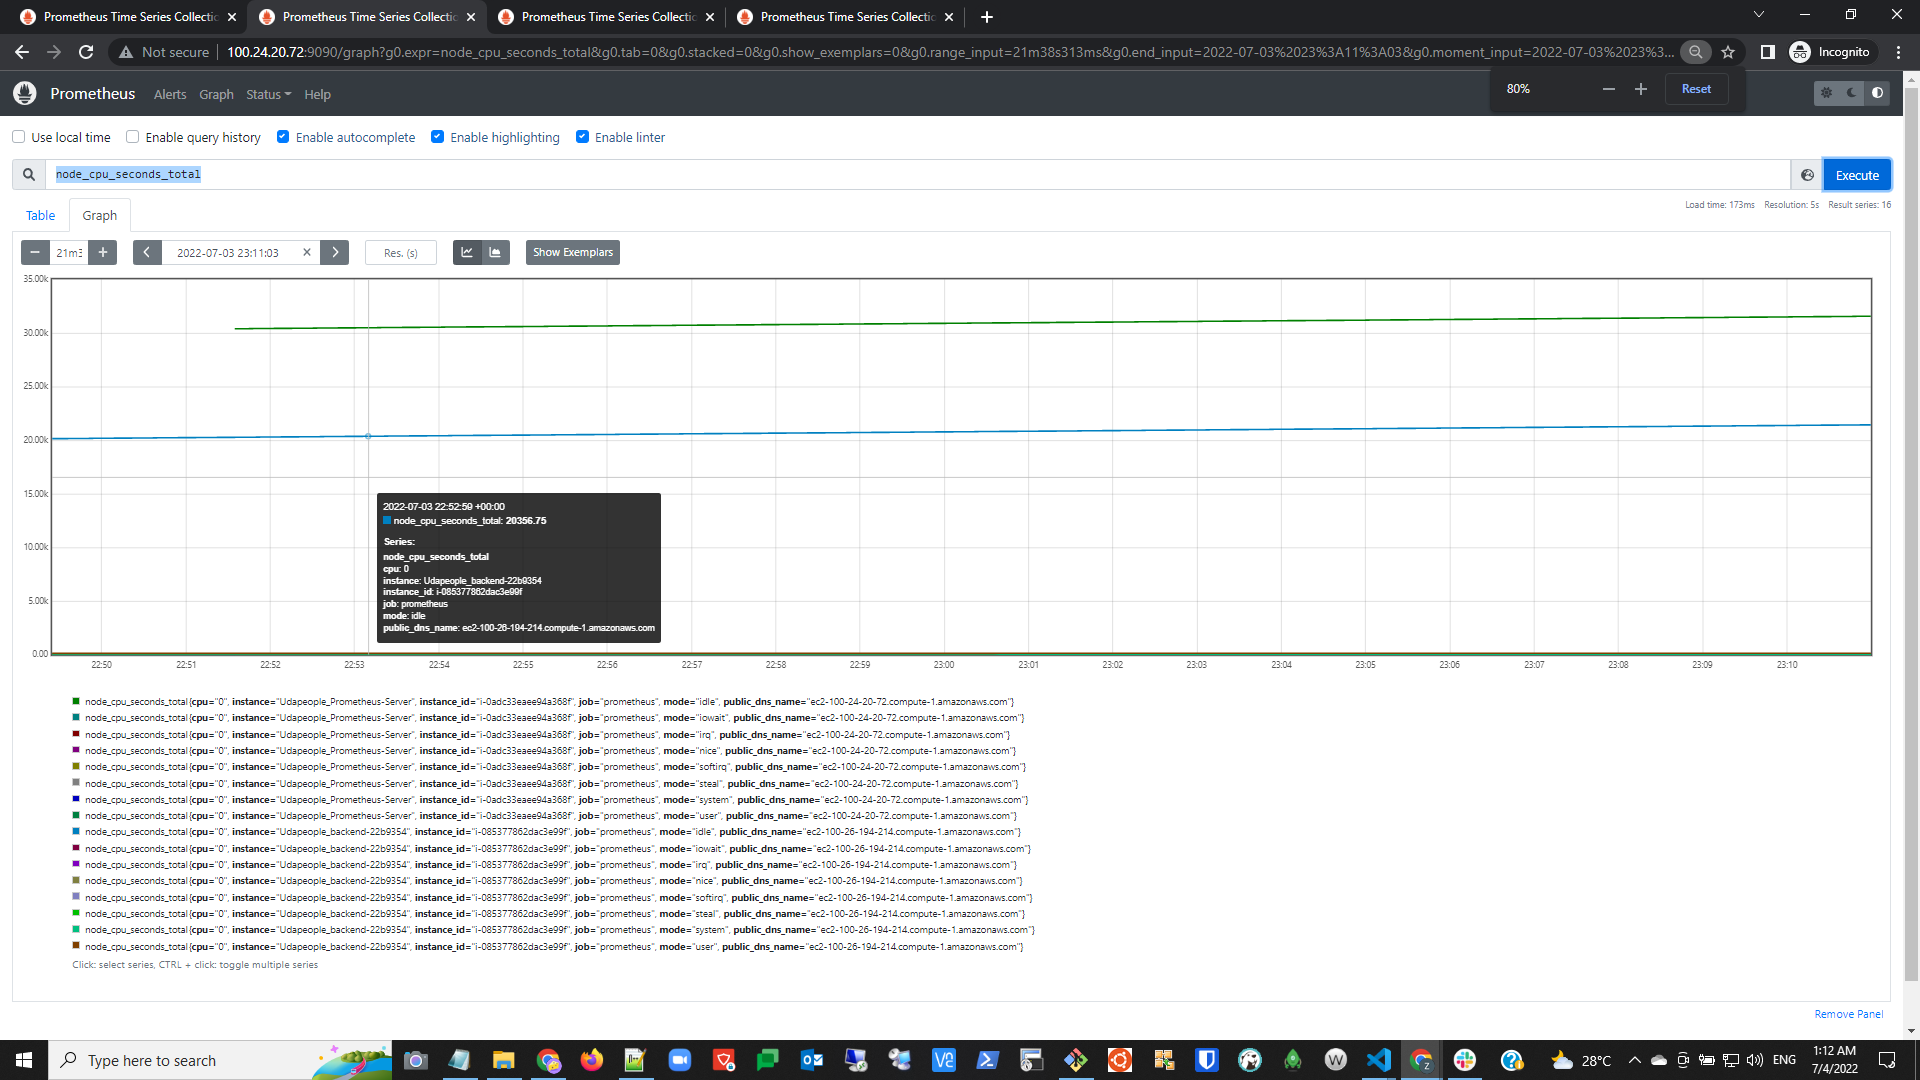 Prometheus Time Series Collectio
Prometheus Time Series Collectio
Prometheus Time Series Collectio
Prometheus Time Series Collectio
Not secure
100.24.20.72:9090/graph?g0.expr=node_cpu_seconds_total&g0.tab=0&g0.stacked=0&g0.show_exemplars=0&g0.range_input=21m38s313ms&g0.end_input=2022-07-03%2023%3A11%3A03&g0.moment_input=2022-07-03%2023%3...
Incognito
Prometheus Alerts Graph Status Help
80% Reset
Use local time Enable query history Enable autocomplete Enable highlighting Enable linter
node_cpu_seconds_total
Execute
Table Graph
Load time: 173ms Resolution: 5s Result series: 16
21m3
2022-07-03 23:11:03
Res. (s)
Show Exemplars
35.00k
30.00k
25.00k
20.00k
15.00k
10.00k
5.00k
0.00
2022-07-03 22:52:59 +00:00
node_cpu_seconds_total: 20356.75
Series:
node_cpu_seconds_total
cpu: 0
instance: Udapeople_backend-22b9354
instance_id: i-085377862dac3e99f
job: prometheus
mode: idle
public_dns_name: ec2-100-26-194-214.compute-1.amazonaws.com
22:50 22:51 22:52 22:53 22:54 22:55 22:56 22:57 22:58 22:59 23:00 23:01 23:02 23:03 23:04 23:05 23:06 23:07 23:08 23:09 23:10
node_cpu_seconds_total{cpu="0", instance="Udapeople_Prometheus-Server", instance_id="i-0adc33eaee94a368f", job="prometheus", mode="idle", public_dns_name="ec2-100-24-20-72.compute-1.amazonaws.com"}
node_cpu_seconds_total{cpu="0", instance="Udapeople_Prometheus-Server", instance_id="i-0adc33eaee94a368f", job="prometheus", mode="iowait", public_dns_name="ec2-100-24-20-72.compute-1.amazonaws.com"}
node_cpu_seconds_total{cpu="0", instance="Udapeople_Prometheus-Server", instance_id="i-0adc33eaee94a368f", job="prometheus", mode="irq", public_dns_name="ec2-100-24-20-72.compute-1.amazonaws.com"}
node_cpu_seconds_total{cpu="0", instance="Udapeople_Prometheus-Server", instance_id="i-0adc33eaee94a368f", job="prometheus", mode="nice", public_dns_name="ec2-100-24-20-72.compute-1.amazonaws.com"}
node_cpu_seconds_total{cpu="0", instance="Udapeople_Prometheus-Server", instance_id="i-0adc33eaee94a368f", job="prometheus", mode="softirq", public_dns_name="ec2-100-24-20-72.compute-1.amazonaws.com"}
node_cpu_seconds_total{cpu="0", instance="Udapeople_Prometheus-Server", instance_id="i-0adc33eaee94a368f", job="prometheus", mode="steal", public_dns_name="ec2-100-24-20-72.compute-1.amazonaws.com"}
node_cpu_seconds_total{cpu="0", instance="Udapeople_Prometheus-Server", instance_id="i-0adc33eaee94a368f", job="prometheus", mode="system", public_dns_name="ec2-100-24-20-72.compute-1.amazonaws.com"}
node_cpu_seconds_total{cpu="0", instance="Udapeople_Prometheus-Server", instance_id="i-0adc33eaee94a368f", job="prometheus", mode="user", public_dns_name="ec2-100-24-20-72.compute-1.amazonaws.com"}
node_cpu_seconds_total{cpu="0", instance="Udapeople_backend-22b9354", instance_id="i-085377862dac3e99f", job="prometheus", mode="idle", public_dns_name="ec2-100-26-194-214.compute-1.amazonaws.com"}
node_cpu_seconds_total{cpu="0", instance="Udapeople_backend-22b9354", instance_id="i-085377862dac3e99f", job="prometheus", mode="iowait", public_dns_name="ec2-100-26-194-214.compute-1.amazonaws.com"}
node_cpu_seconds_total{cpu="0", instance="Udapeople_backend-22b9354", instance_id="i-085377862dac3e99f", job="prometheus", mode="irq", public_dns_name="ec2-100-26-194-214.compute-1.amazonaws.com"}
node_cpu_seconds_total{cpu="0", instance="Udapeople_backend-22b9354", instance_id="i-085377862dac3e99f", job="prometheus", mode="nice", public_dns_name="ec2-100-26-194-214.compute-1.amazonaws.com"}
node_cpu_seconds_total{cpu="0", instance="Udapeople_backend-22b9354", instance_id="i-085377862dac3e99f", job="prometheus", mode="softirq", public_dns_name="ec2-100-26-194-214.compute-1.amazonaws.com"}
node_cpu_seconds_total{cpu="0", instance="Udapeople_backend-22b9354", instance_id="i-085377862dac3e99f", job="prometheus", mode="steal", public_dns_name="ec2-100-26-194-214.compute-1.amazonaws.com"}
node_cpu_seconds_total{cpu="0", instance="Udapeople_backend-22b9354", instance_id="i-085377862dac3e99f", job="prometheus", mode="system", public_dns_name="ec2-100-26-194-214.compute-1.amazonaws.com"}
node_cpu_seconds_total{cpu="0", instance="Udapeople_backend-22b9354", instance_id="i-085377862dac3e99f", job="prometheus", mode="user", public_dns_name="ec2-100-26-194-214.compute-1.amazonaws.com"}
Click: select series, CTRL + click: toggle multiple series
Remove Panel
Type here to search
28°C
ENG
1:12 AM
7/4/2022